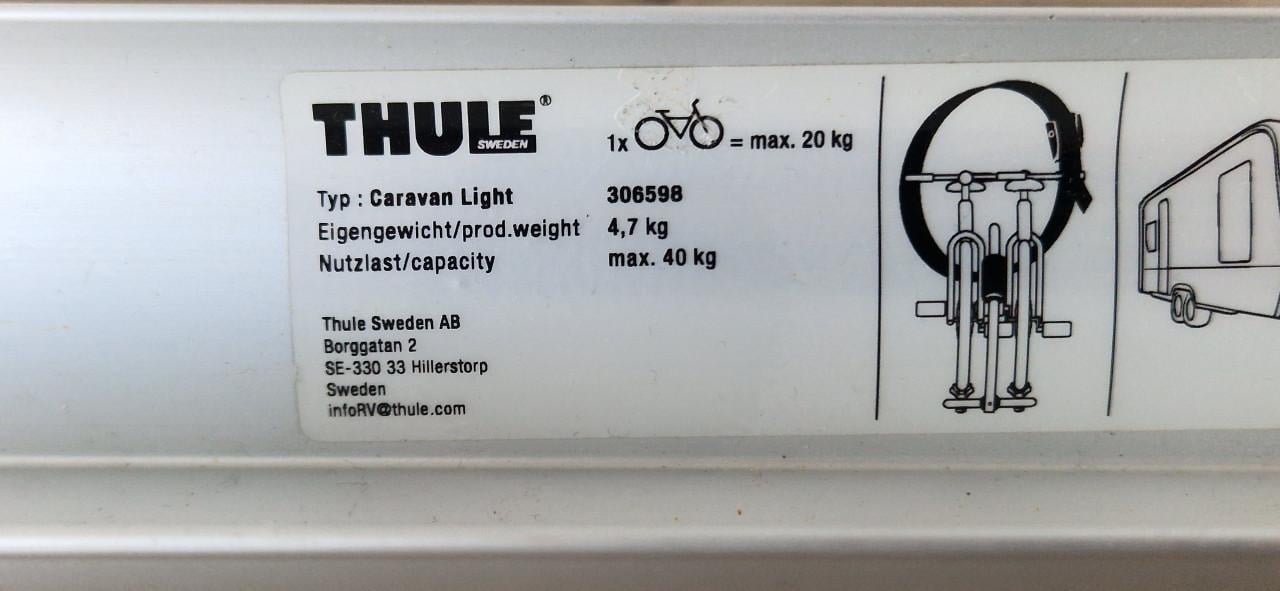 THULE®
SWEDEN
1x = max. 20 kg
Typ : Caravan Light 306598
Eigengewicht/prod.weight 4,7 kg
Nutzlast/capacity max. 40 kg
Thule Sweden AB
Borggatan 2
SE-330 33 Hillerstorp
Sweden
infoRV@thule.com